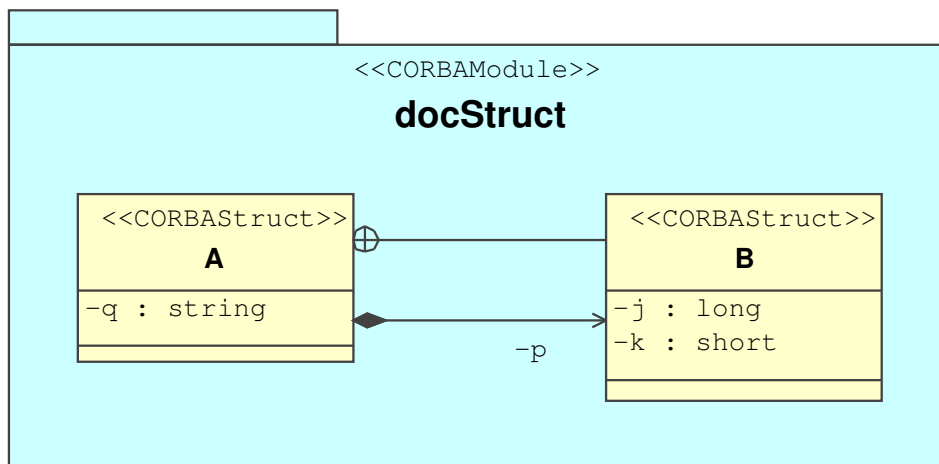 <<CORBAModule>>
docStruct
<<CORBAStruct>>
A
-q : string
<<CORBAStruct>>
B
-j : long
-k : short
-p